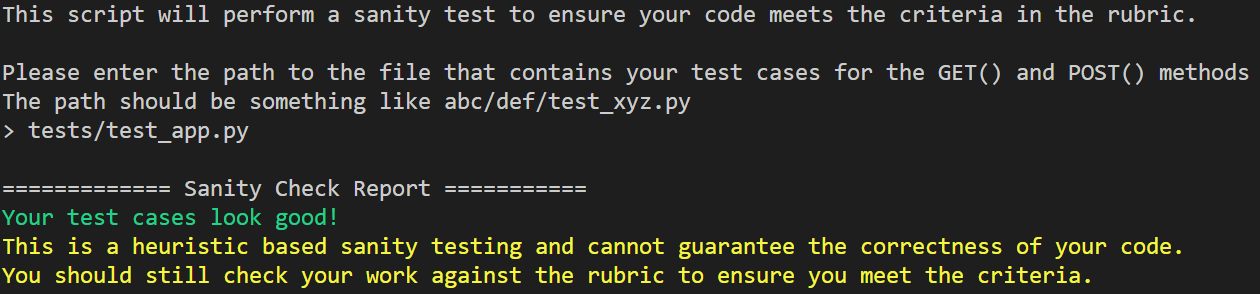 This script will perform a sanity test to ensure your code meets the criteria in the rubric.
Please enter the path to the file that contains your test cases for the GET() and POST() methods
The path should be something like abc/def/test_xyz.py
> tests/test_app.py
============= Sanity Check Report ===========
Your test cases look good!
This is a heuristic based sanity testing and cannot guarantee the correctness of your code.
You should still check your work against the rubric to ensure you meet the criteria.